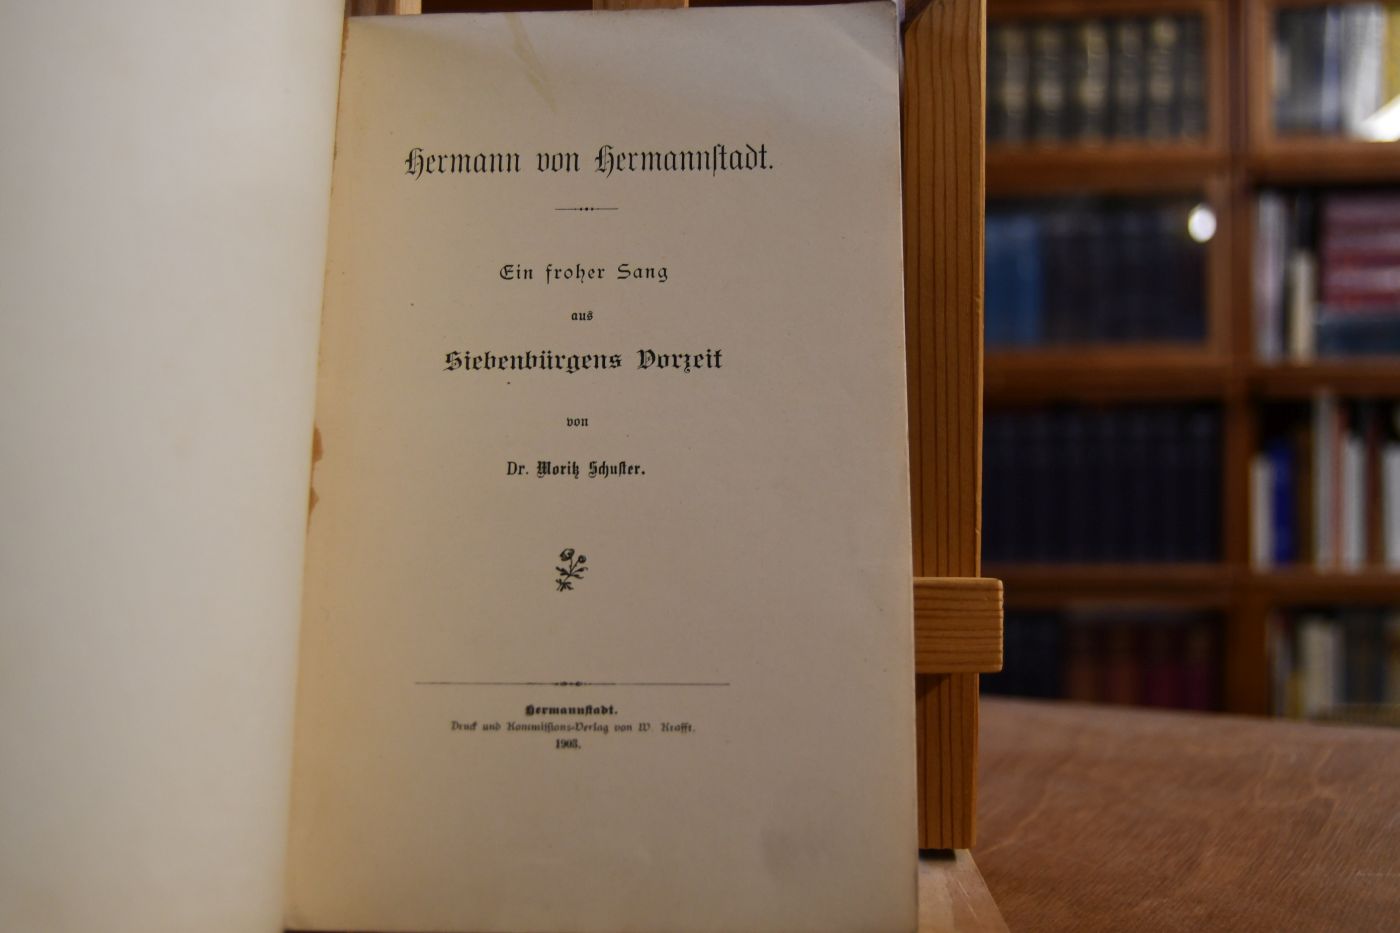 Hermann von Hermannstadt.
Ein froher Sang
aus
Siebenbürgens Vorzeit
von
Dr. Moritz Schuster.
Hermannstadt.
Druck und Kommissions-Verlag von W. Krafft.
1903.